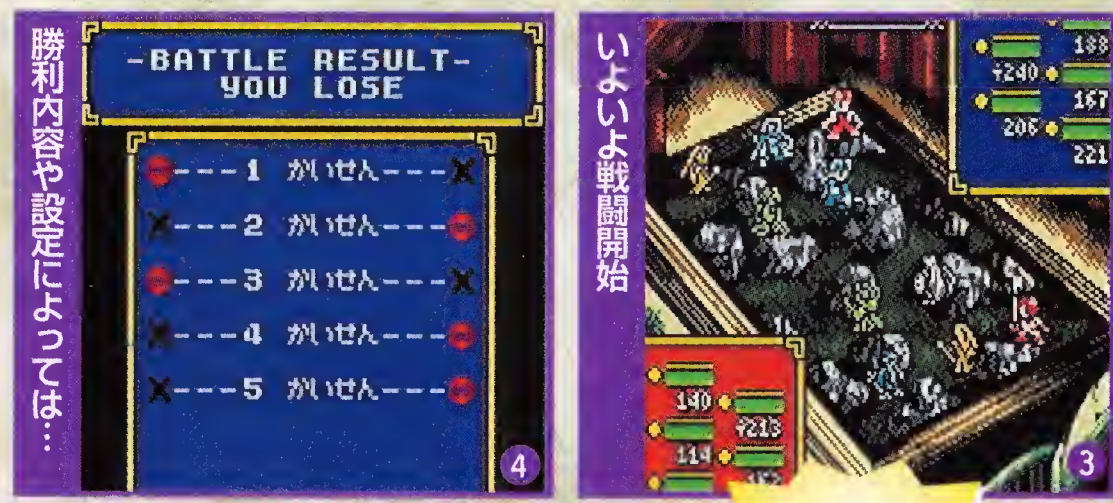 いよいよ戦闘開始
188
240
167
206
221
140
213
114
3
勝利内容や設定によっては…
-BATTLE RESULT-
YOU LOSE
---1 かいせん---×
×---2 かいせん---
---3 かいせん---×
×---4 かいせん---
×---5 かいせん---
4